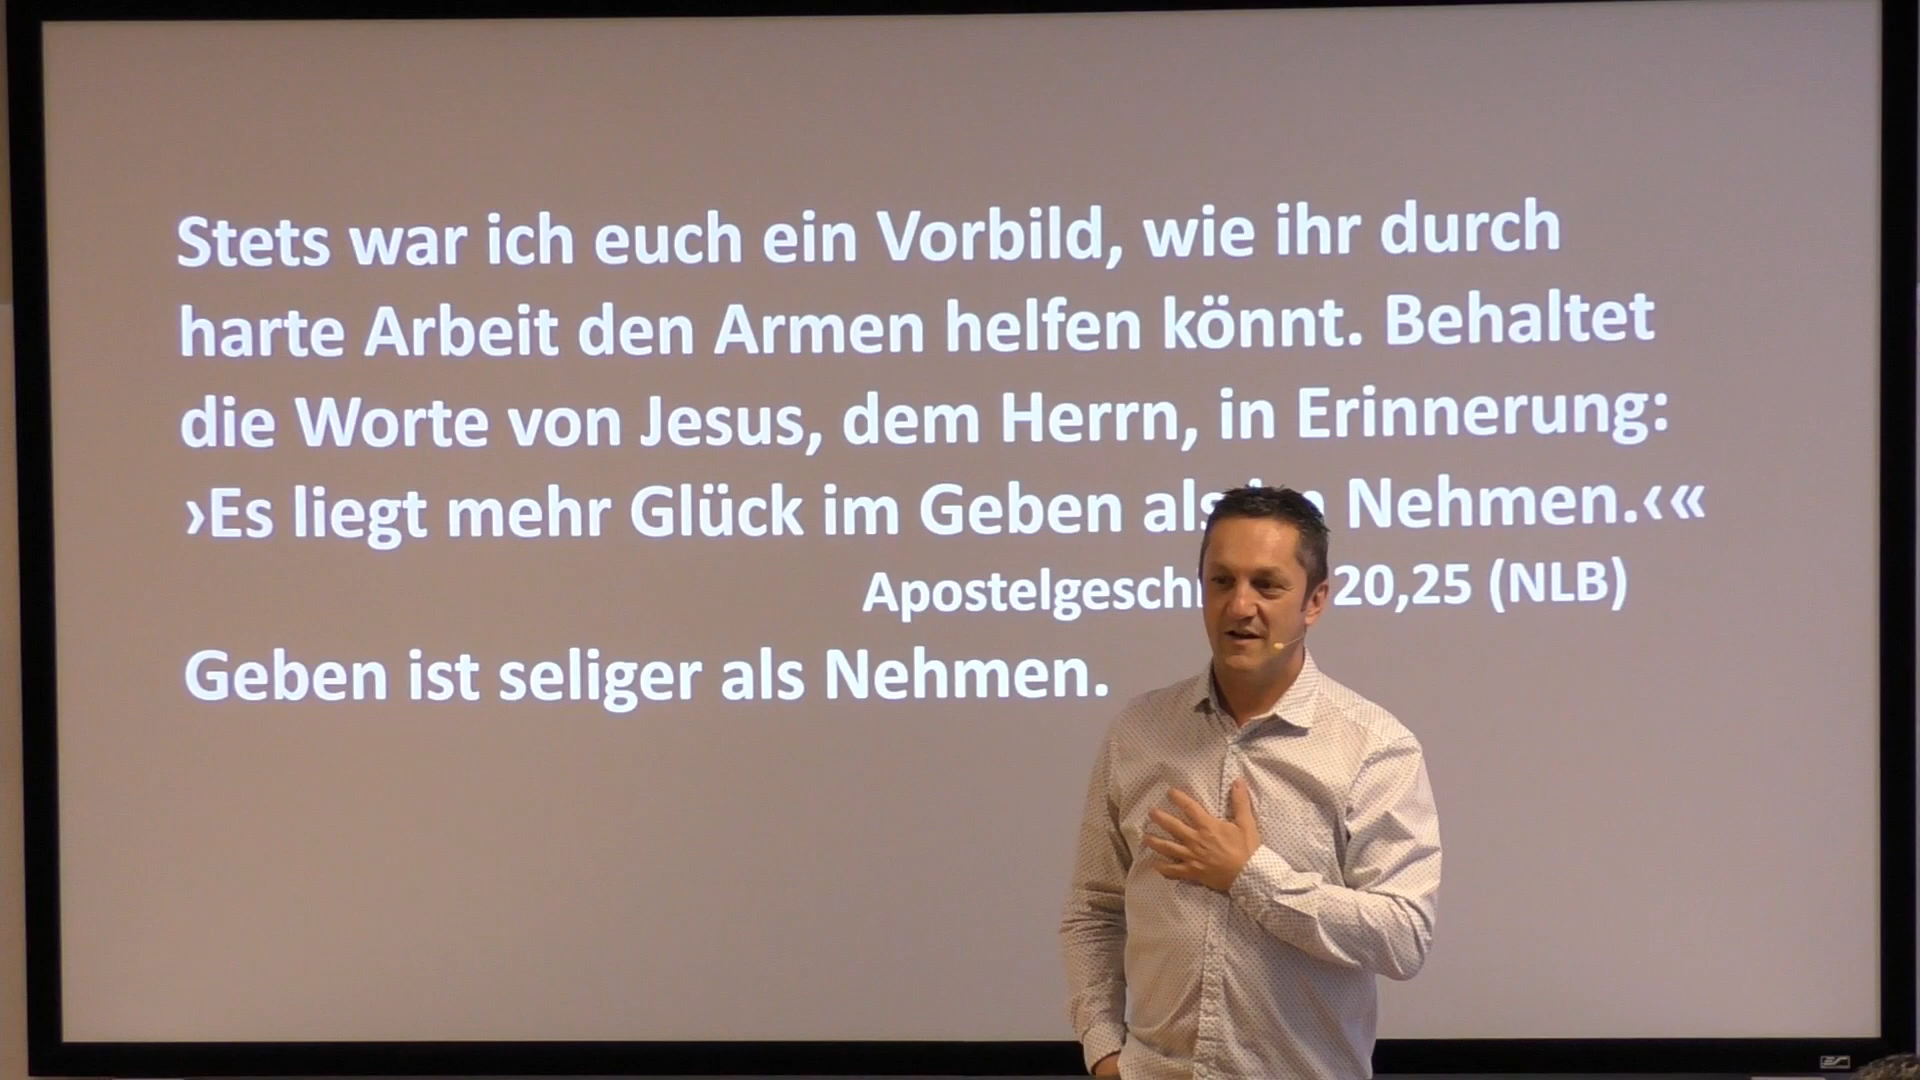 Stets war ich euch ein Vorbild, wie ihr durch
harte Arbeit den Armen helfen könnt. Behaltet
die Worte von Jesus, dem Herrn, in Erinnerung:
›Es liegt mehr Glück im Geben als Nehmen.‹«
20,25 (NLB)
Geben ist seliger als Nehmen.